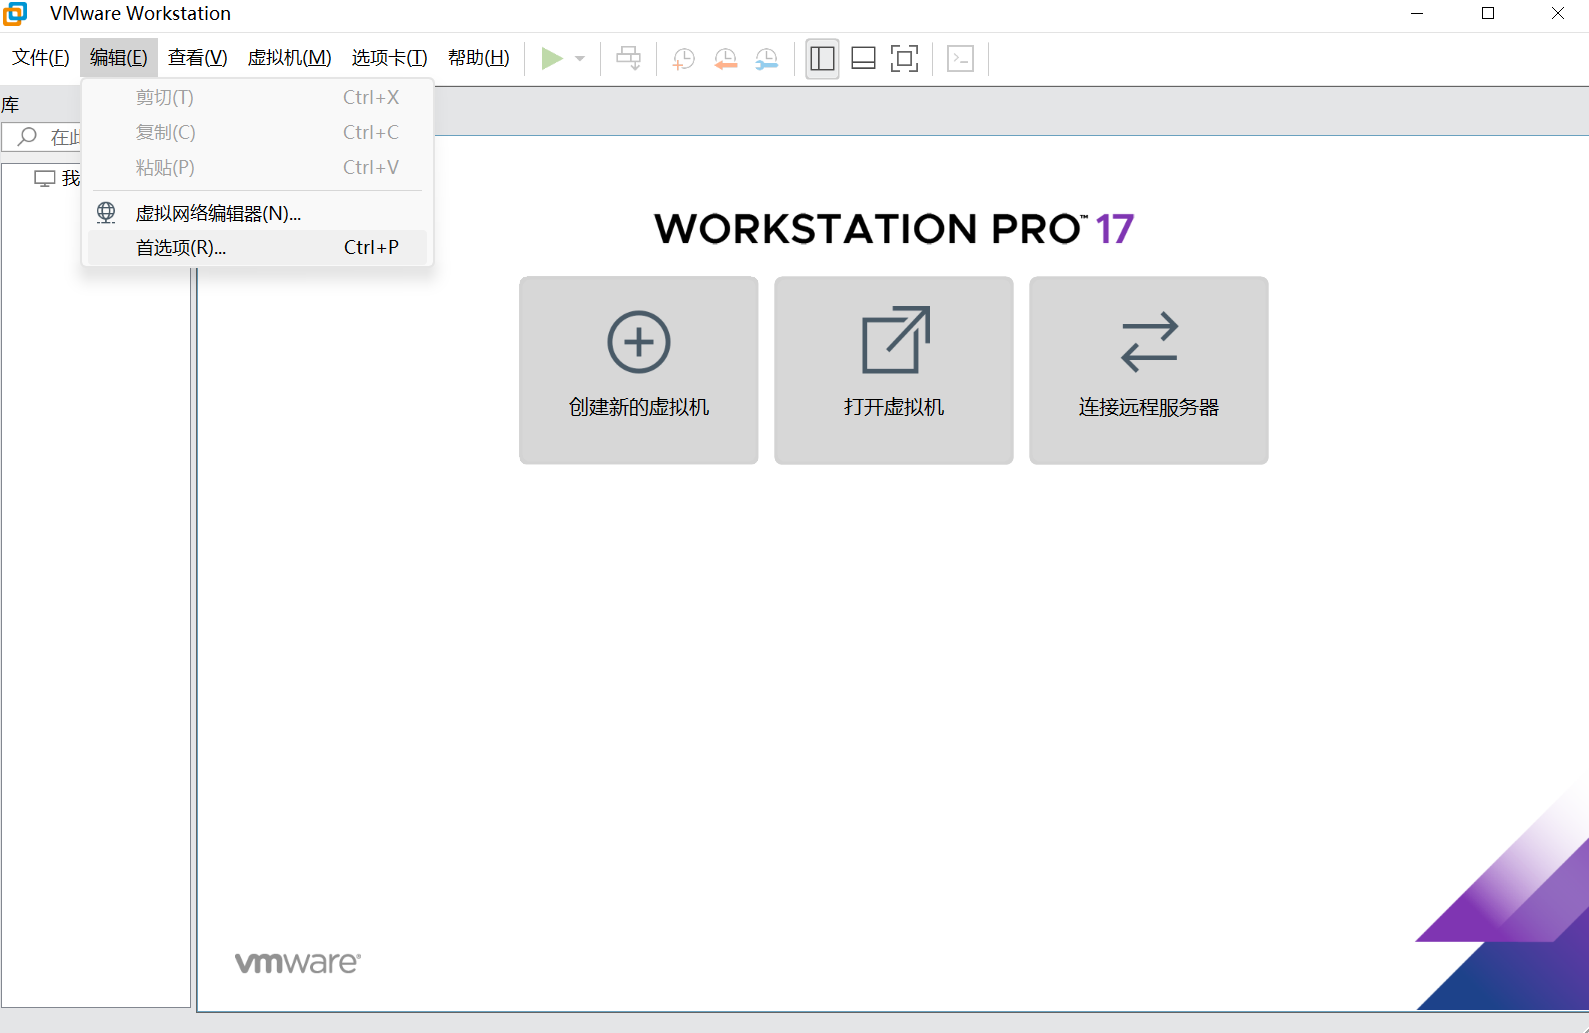 VMware Workstation
文件(F) 编辑(E) 查看(V) 虚拟机(M) 选项卡(T) 帮助(H)
库
在此
我
剪切(T) Ctrl+X
复制(C) Ctrl+C
粘贴(P) Ctrl+V
虚拟网络编辑器(N)...
首选项(R)... Ctrl+P
WORKSTATION PRO™ 17
创建新的虚拟机
打开虚拟机
连接远程服务器
vmware®